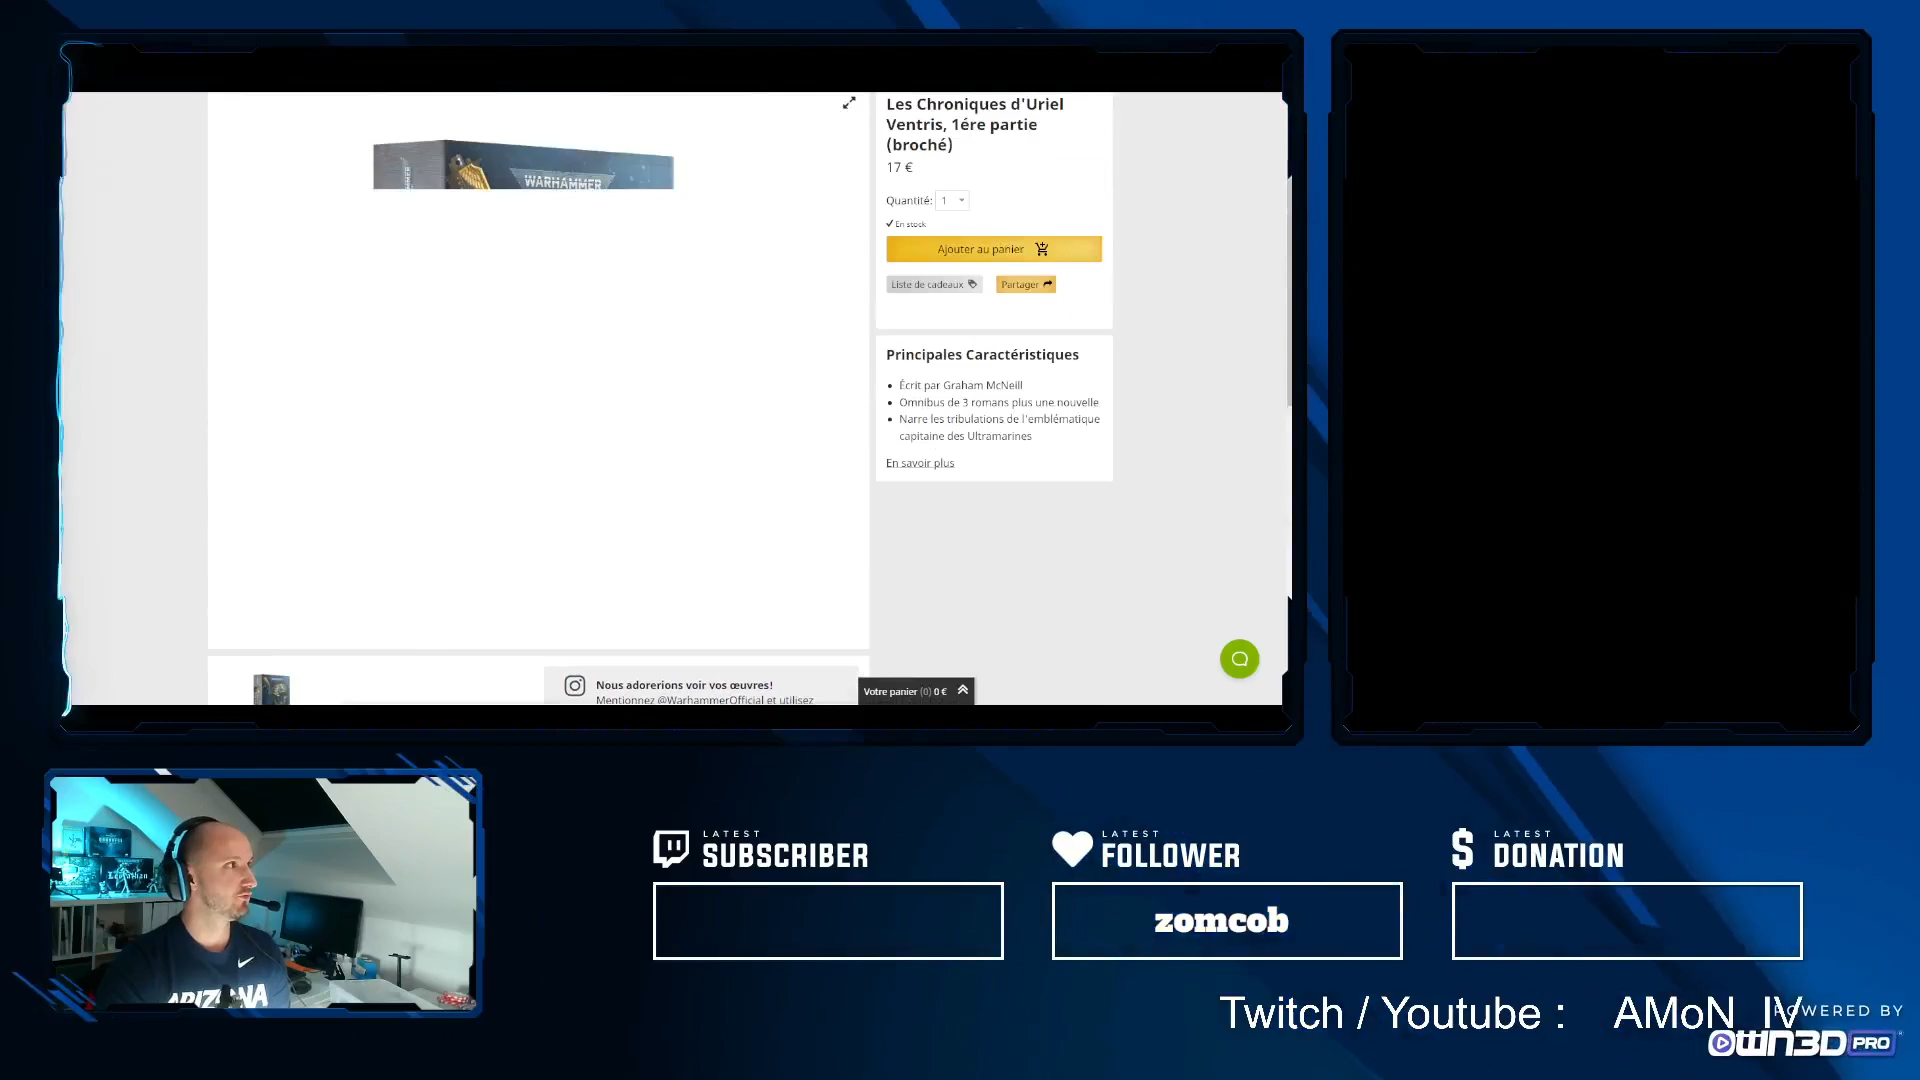 Les Chroniques d'Uriel
Ventris, 1ére partie
(broché)
17 €
Quantité: 1
En stock
Ajouter au panier
Liste de cadeaux
Partager
WARHAMMER
Principales Caractéristiques
Écrit par Graham McNeill
Omnibus de 3 romans plus une nouvelle
Narre les tribulations de l'emblématique
capitaine des Ultramarines
En savoir plus
Nous adorerions voir vos œuvres!
Mentionnez @WarhammerOfficial et utilisez
Votre panier (0) 0 €
Leviathan
ARIZONA
LATEST
SUBSCRIBER
LATEST
FOLLOWER
zomcob
LATEST
DONATION
Twitch / Youtube : AMoN_IV
POWERED BY
OWN3D PRO